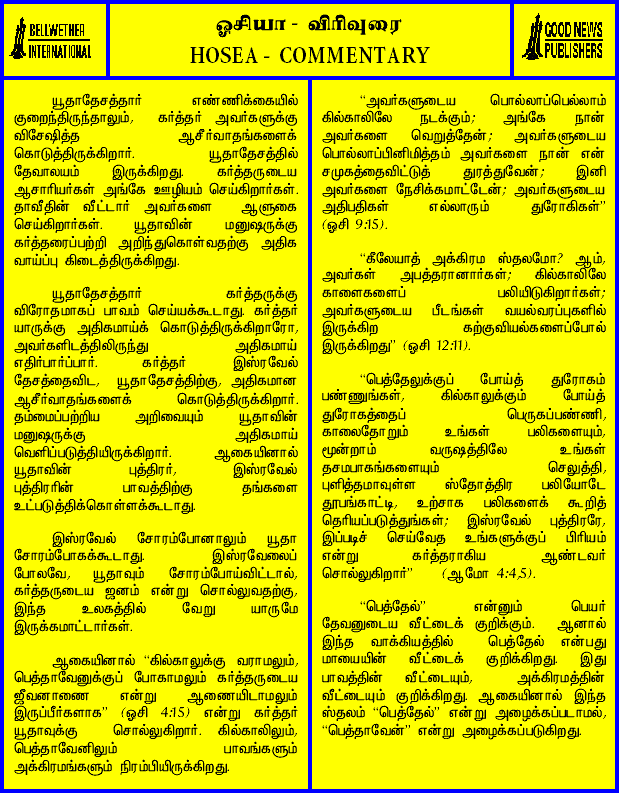 BELLWETHER
INTERNATIONAL
ஓசியா - விரிவுரை
HOSEA - COMMENTARY
GOOD NEWS
PUBLISHERS
யூதாதேசத்தார் எண்ணிக்கையில்
குறைந்திருந்தாலும், கர்த்தர் அவர்களுக்கு
விசேஷித்த ஆசீர்வாதங்களைக்
கொடுத்திருக்கிறார். யூதாதேசத்தில்
தேவாலயம் இருக்கிறது. கர்த்தருடைய
ஆசாரியர்கள் அங்கே ஊழியம் செய்கிறார்கள்.
தாவீதின் வீட்டார் அவர்களை ஆளுகை
செய்கிறார்கள். யூதாவின் மனுஷருக்கு
கர்த்தரைப்பற்றி அறிந்துகொள்வதற்கு அதிக
வாய்ப்பு கிடைத்திருக்கிறது.
யூதாதேசத்தார் கர்த்தருக்கு
விரோதமாகப் பாவம் செய்யக்கூடாது. கர்த்தர்
யாருக்கு அதிகமாய்க் கொடுத்திருக்கிறாரோ,
அவர்களிடத்திலிருந்து அதிகமாய்
எதிர்பார்ப்பார். கர்த்தர் இஸ்ரவேல்
தேசத்தைவிட, யூதாதேசத்திற்கு, அதிகமான
ஆசீர்வாதங்களைக் கொடுத்திருக்கிறார்.
தம்மைப்பற்றிய அறிவையும் யூதாவின்
மனுஷருக்கு அதிகமாய்
வெளிப்படுத்தியிருக்கிறார். ஆகையினால்
யூதாவின் புத்திரர், இஸ்ரவேல்
புத்திரரின் பாவத்திற்கு தங்களை
உட்படுத்திக்கொள்ளக்கூடாது.
இஸ்ரவேல் சோரம்போனாலும் யூதா
சோரம்போகக்கூடாது. இஸ்ரவேலைப்
போலவே, யூதாவும் சோரம்போய்விட்டால்,
கர்த்தருடைய ஜனம் என்று சொல்லுவதற்கு,
இந்த உலகத்தில் வேறு யாருமே
இருக்கமாட்டார்கள்.
ஆகையினால் “கில்காலுக்கு வராமலும்,
பெத்தாவேனுக்குப் போகாமலும் கர்த்தருடைய
ஜீவனாணை என்று ஆணையிடாமலும்
இருப்பீர்களாக” (ஓசி 4:15) என்று கர்த்தர்
யூதாவுக்கு சொல்லுகிறார். கில்காலிலும்,
பெத்தாவேனிலும் பாவங்களும்
அக்கிரமங்களும் நிரம்பியிருக்கிறது.
“அவர்களுடைய பொல்லாப்பெல்லாம்
கில்காலிலே நடக்கும்; அங்கே நான்
அவர்களை வெறுத்தேன்; அவர்களுடைய
பொல்லாப்பினிமித்தம் அவர்களை நான் என்
சமுகத்தைவிட்டுத் துரத்துவேன்; இனி
அவர்களை நேசிக்கமாட்டேன்; அவர்களுடைய
அதிபதிகள் எல்லாரும் துரோகிகள்”
(ஓசி 9:15).
“கீலேயாத் அக்கிரம ஸ்தலமோ? ஆம்,
அவர்கள் அபத்தரானார்கள்; கில்காலிலே
காளைகளைப் பலியிடுகிறார்கள்;
அவர்களுடைய பீடங்கள் வயல்வரப்புகளில்
இருக்கிற கற்குவியல்களைப்போல்
இருக்கிறது” (ஓசி 12:11).
“பெத்தேலுக்குப் போய்த் துரோகம்
பண்ணுங்கள், கில்காலுக்கும் போய்த்
துரோகத்தைப் பெருகப்பண்ணி,
காலைதோறும் உங்கள் பலிகளையும்,
மூன்றாம் வருஷத்திலே உங்கள்
தசமபாகங்களையும் செலுத்தி,
புளித்தமாவுள்ள ஸ்தோத்திர பலியோடே
தூபங்காட்டி, உற்சாக பலிகளைக் கூறித்
தெரியப்படுத்துங்கள்; இஸ்ரவேல் புத்திரரே,
இப்படிச் செய்வதே உங்களுக்குப் பிரியம்
என்று கர்த்தராகிய ஆண்டவர்
சொல்லுகிறார்” (ஆமோ 4:4,5).
“பெத்தேல்” என்னும் பெயர்
தேவனுடைய வீட்டைக் குறிக்கும். ஆனால்
இந்த வாக்கியத்தில் பெத்தேல் என்பது
மாயையின் வீட்டைக் குறிக்கிறது. இது
பாவத்தின் வீட்டையும், அக்கிரமத்தின்
வீட்டையும் குறிக்கிறது. ஆகையினால் இந்த
ஸ்தலம் “பெத்தேல்” என்று அழைக்கப்படாமல்,
“பெத்தாவேன்” என்று அழைக்கப்படுகிறது.